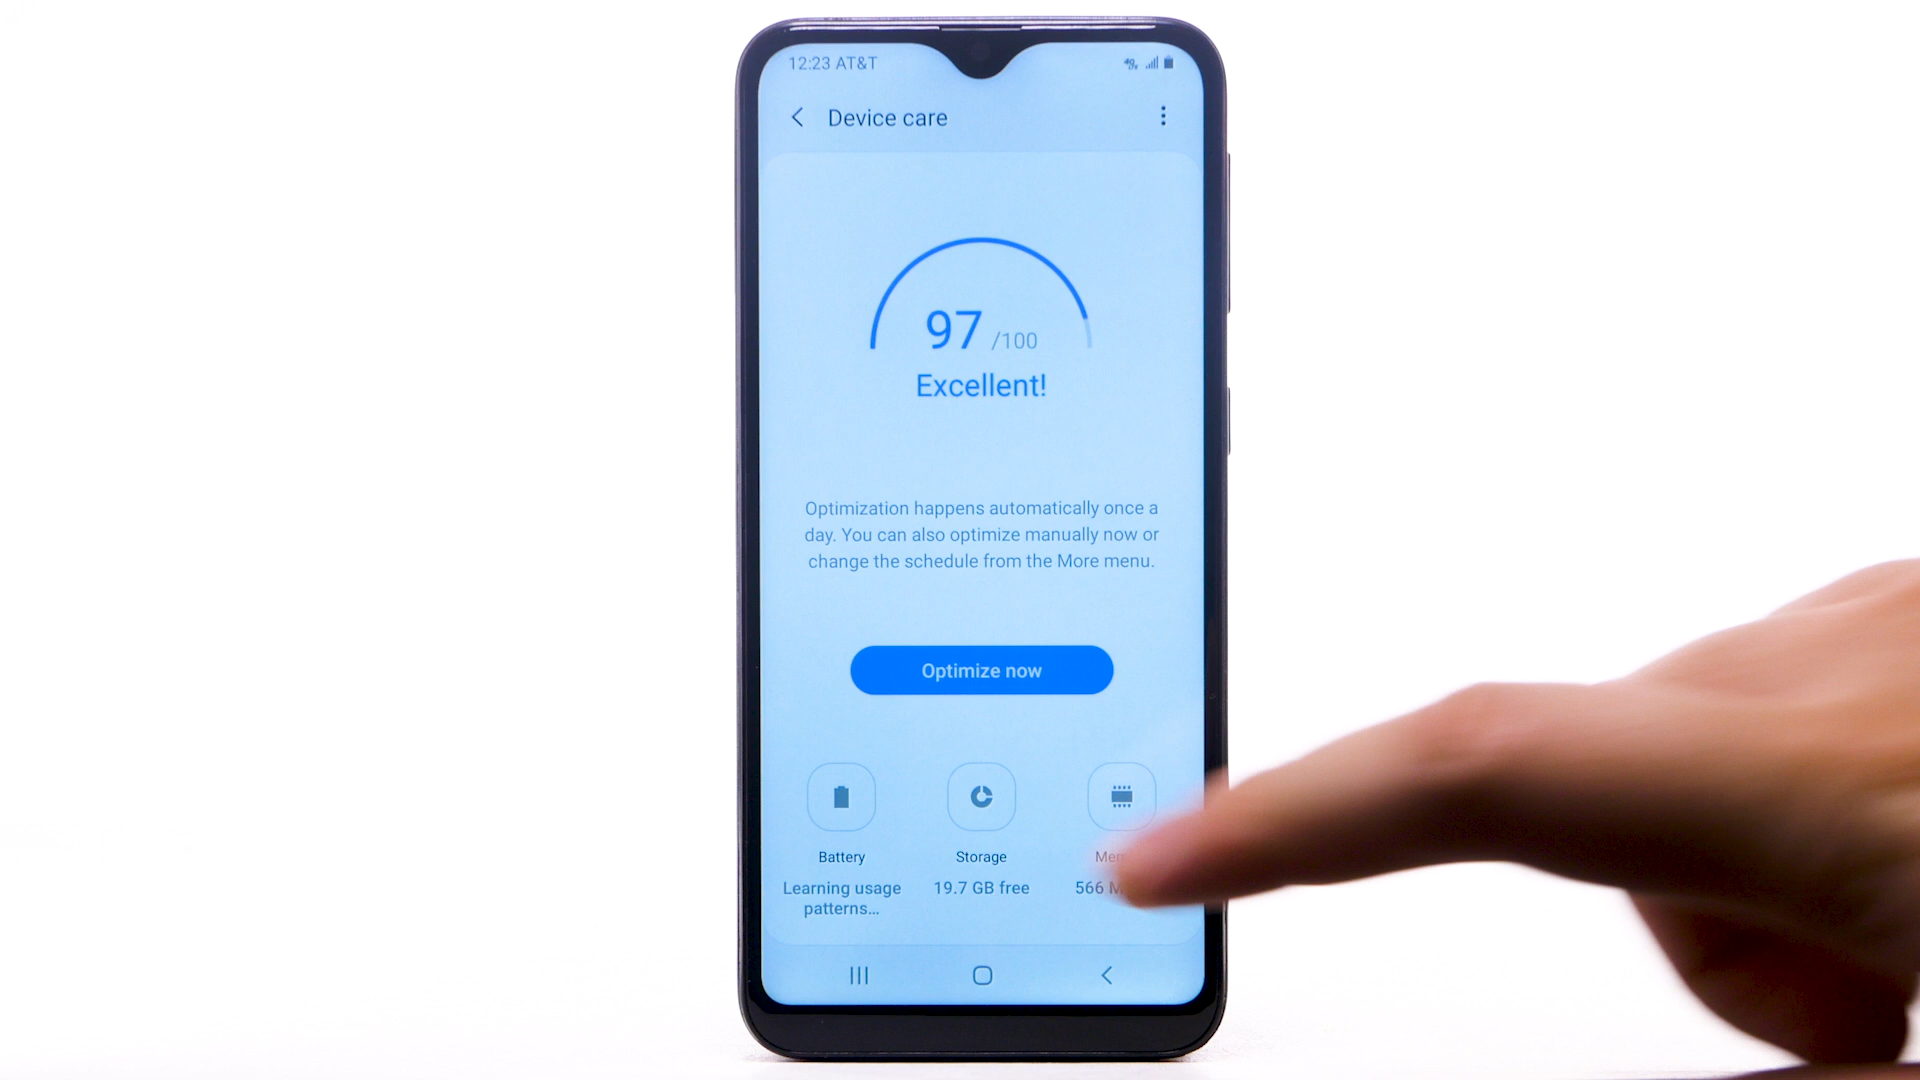 12:23 AT&T
Device care
97 /100
Excellent!
Optimization happens automatically once a
day. You can also optimize manually now or
change the schedule from the More menu.
Optimize now
Battery
Storage
Learning usage
patterns...
19.7 GB free
566